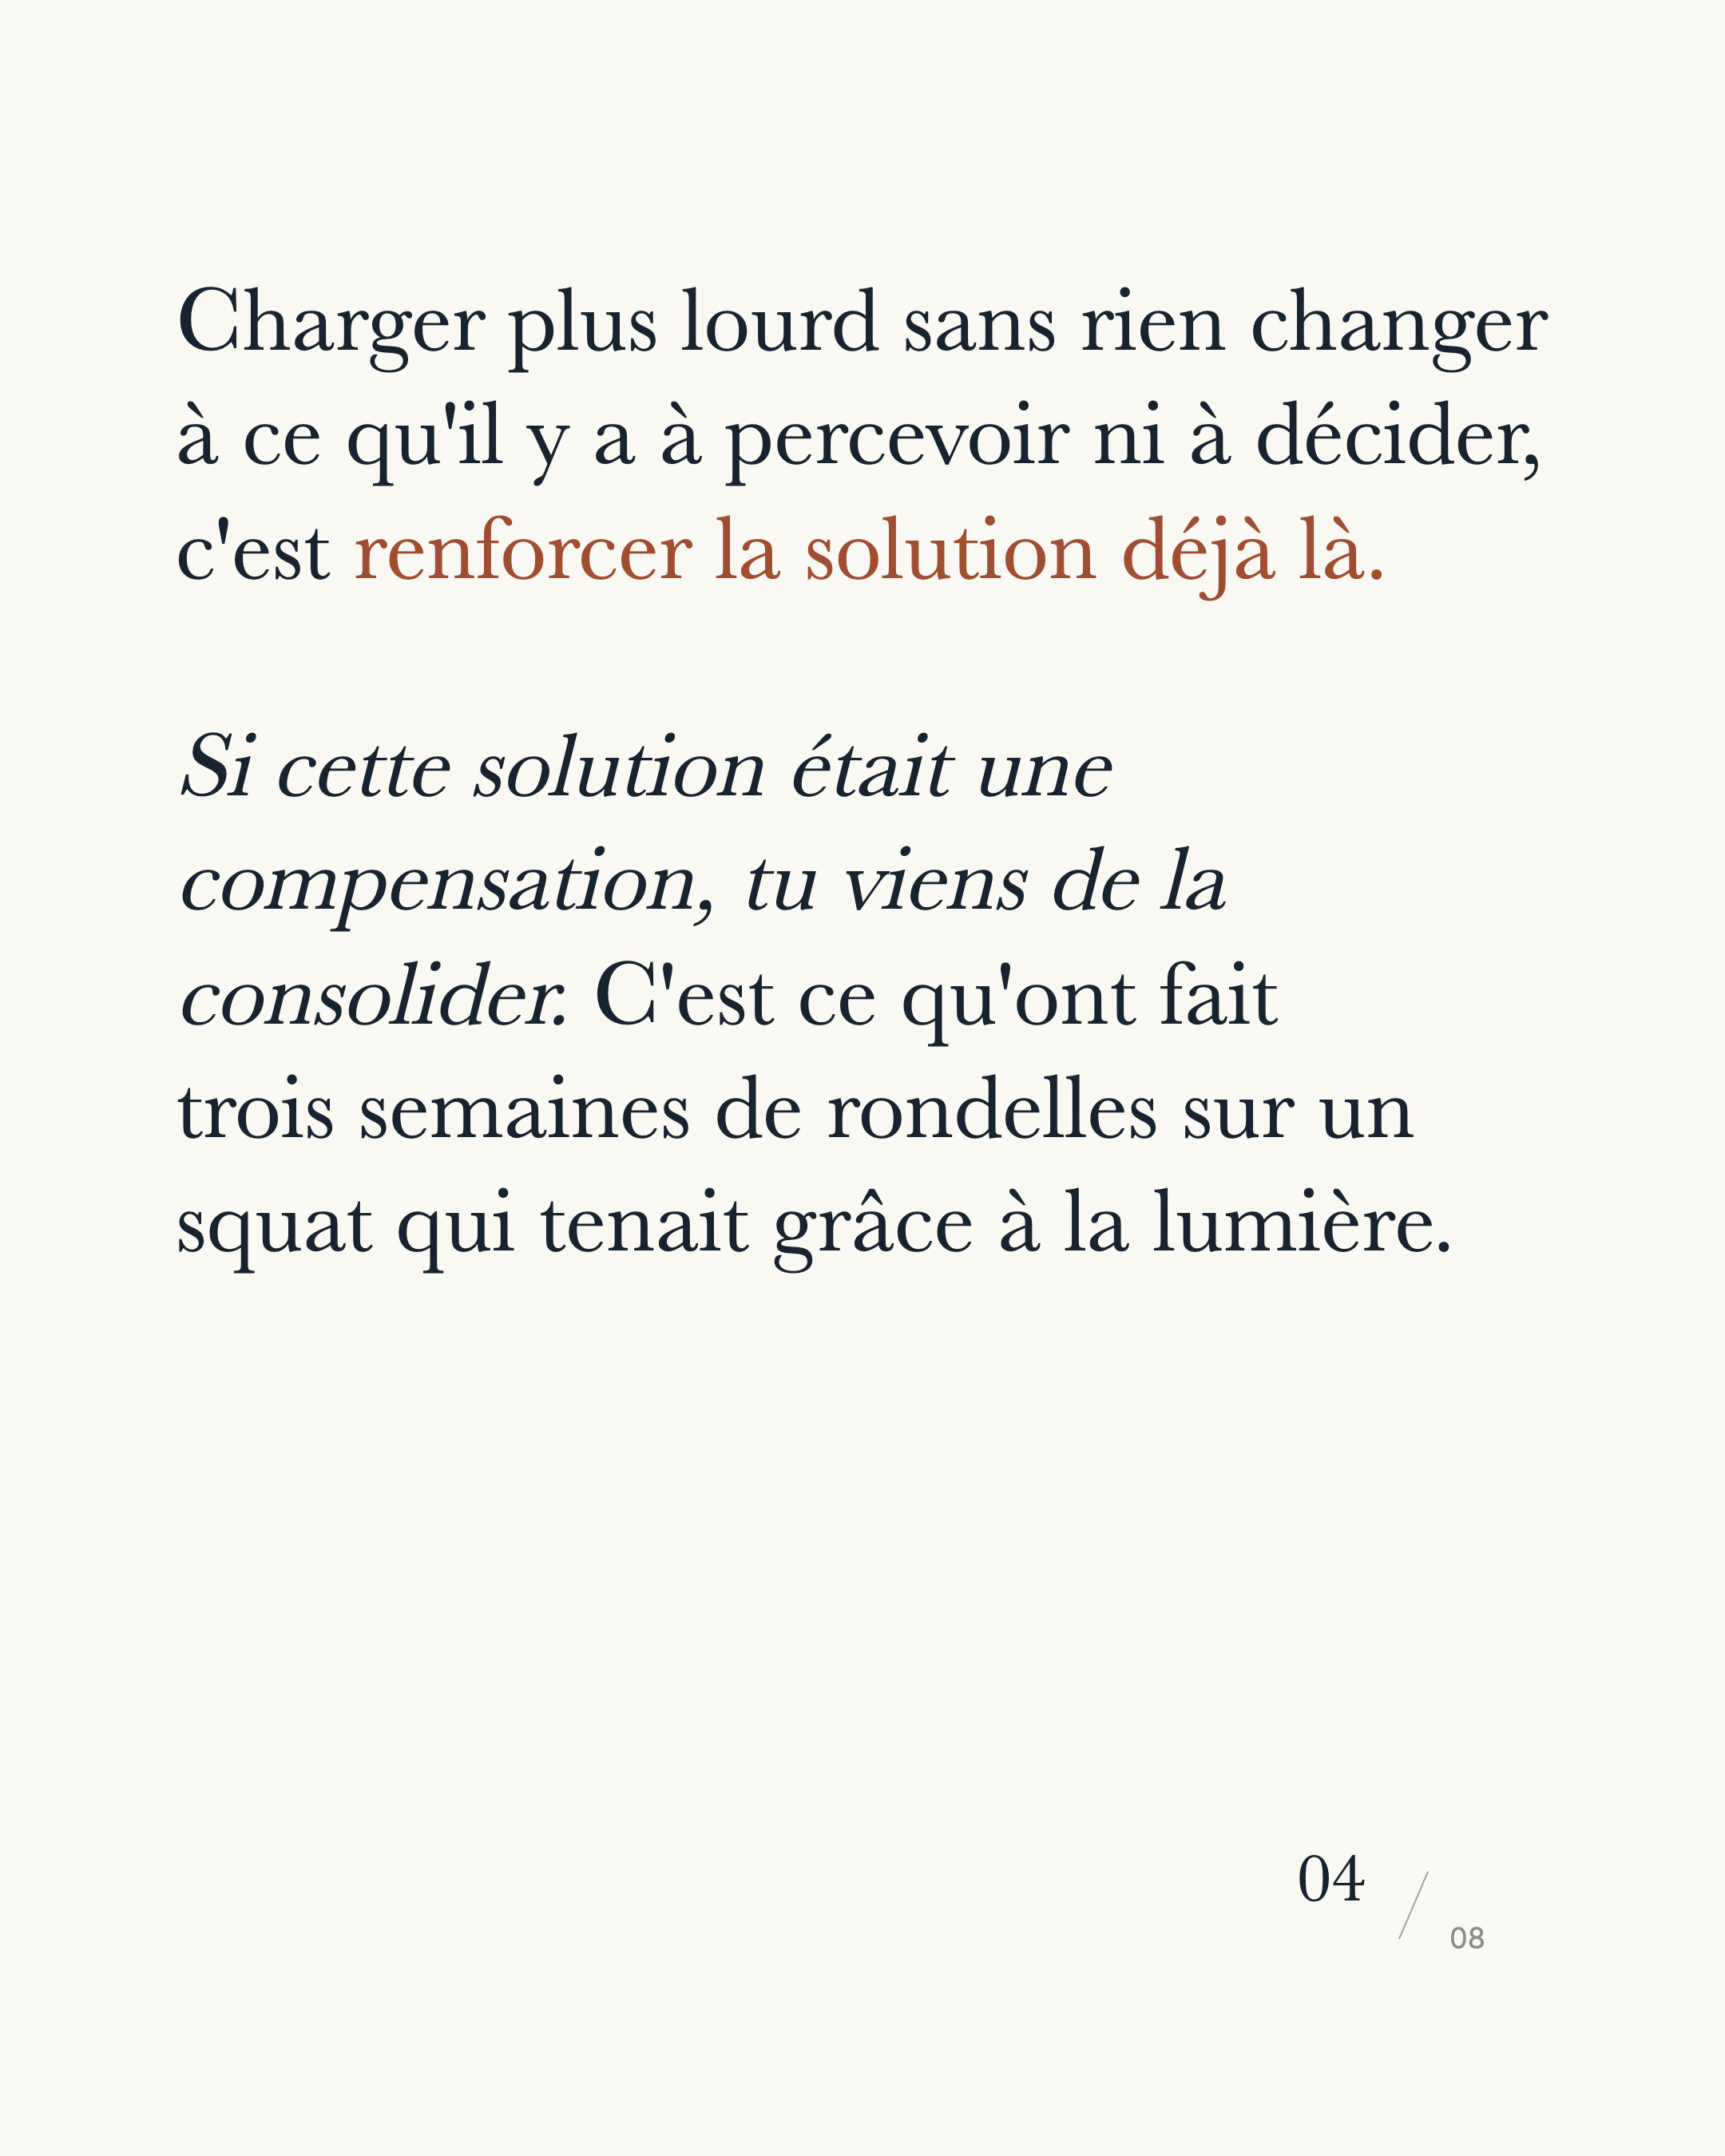 Charger plus lourd sans rien changer
à ce qu'il y a à percevoir ni à décider,
c'est renforcer la solution déjà là.
Si cette solution était une
compensation, tu viens de la
consolider. C'est ce qu'ont fait
trois semaines de rondelles sur un
squat qui tenait grâce à la lumière.
04 / 08